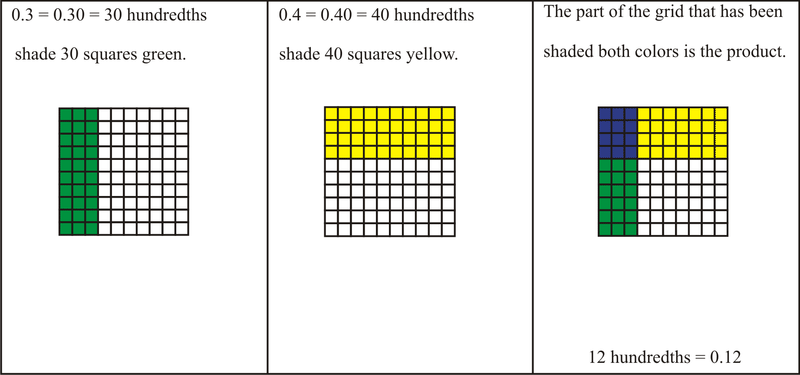 0.3 = 0.30 = 30 hundredths
shade 30 squares green.
0.4 = 0.40 = 40 hundredths
shade 40 squares yellow.
The part of the grid that has been
shaded both colors is the product.
12 hundredths = 0.12